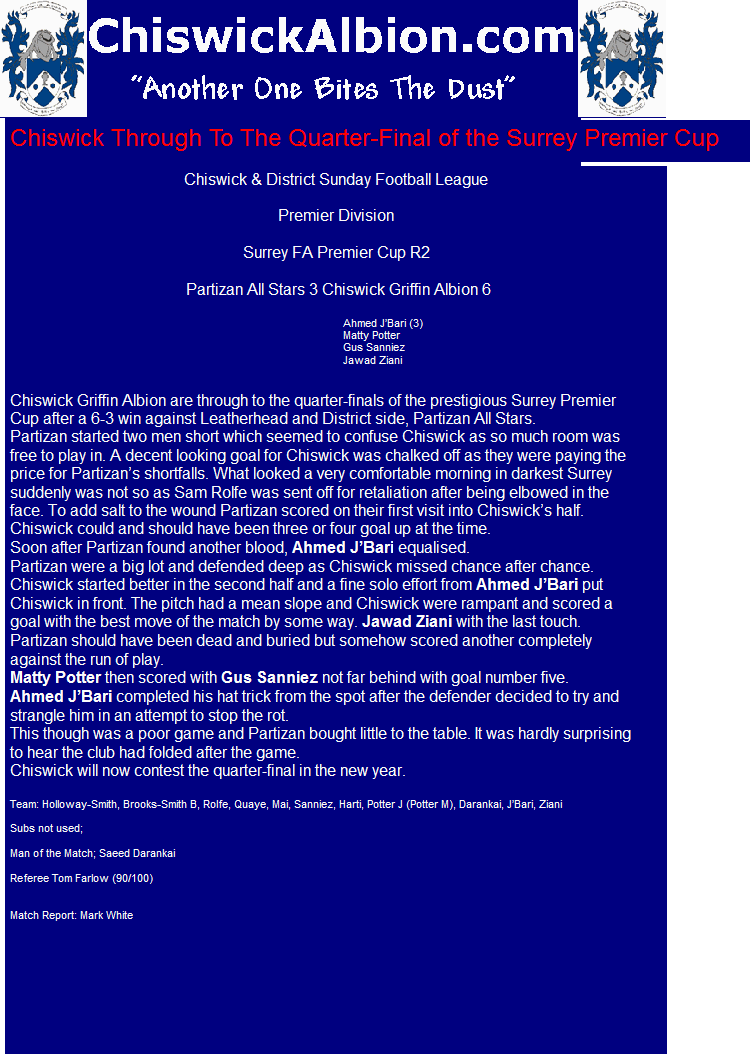 ChiswickAlbion.com
"Another One Bites The Dust"
Chiswick Through To The Quarter-Final of the Surrey Premier Cup
Chiswick & District Sunday Football League
Premier Division
Surrey FA Premier Cup R2
Partizan All Stars 3 Chiswick Griffin Albion 6
Ahmed J'Bari (3)
Matty Potter
Gus Sanniez
Jawad Ziani
Chiswick Griffin Albion are through to the quarter-finals of the prestigious Surrey Premier
Cup after a 6-3 win against Leatherhead and District side, Partizan All Stars.
Partizan started two men short which seemed to confuse Chiswick as so much room was
free to play in. A decent looking goal for Chiswick was chalked off as they were paying the
price for Partizan's shortfalls. What looked a very comfortable morning in darkest Surrey
suddenly was not so as Sam Rolfe was sent off for retaliation after being elbowed in the
face. To add salt to the wound Partizan scored on their first visit into Chiswick's half.
Chiswick could and should have been three or four goal up at the time.
Soon after Partizan found another blood, Ahmed J'Bari equalised.
Partizan were a big lot and defended deep as Chiswick missed chance after chance.
Chiswick started better in the second half and a fine solo effort from Ahmed J'Bari put
Chiswick in front. The pitch had a mean slope and Chiswick were rampant and scored a
goal with the best move of the match by some way. Jawad Ziani with the last touch.
Partizan should have been dead and buried but somehow scored another completely
against the run of play.
Matty Potter then scored with Gus Sanniez not far behind with goal number five.
Ahmed J'Bari completed his hat trick from the spot after the defender decided to try and
strangle him in an attempt to stop the rot.
This though was a poor game and Partizan bought little to the table. It was hardly surprising
to hear the club had folded after the game.
Chiswick will now contest the quarter-final in the new year.
Team: Holloway-Smith, Brooks-Smith B, Rolfe, Quaye, Mai, Sanniez, Harti, Potter J (Potter M), Darankai, J'Bari, Ziani
Subs not used;
Man of the Match; Saeed Darankai
Referee Tom Farlow (90/100)
Match Report: Mark White